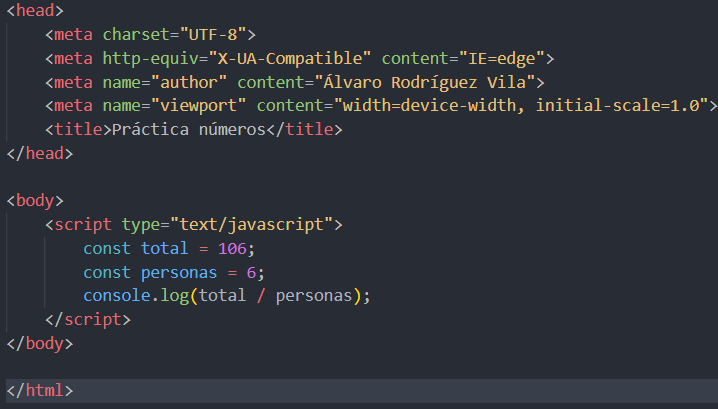 <head>
<meta charset="UTF-8">
<meta http-equiv="X-UA-Compatible" content="IE=edge">
<meta name="author" content="Álvaro Rodríguez Vila">
<meta name="viewport" content="width=device-width, initial-scale=1.0">
<title>Práctica números</title>
</head>
<body>
<script type="text/javascript">
const total = 106;
const personas = 6;
console.log(total / personas);
</script>
</body>
</html>